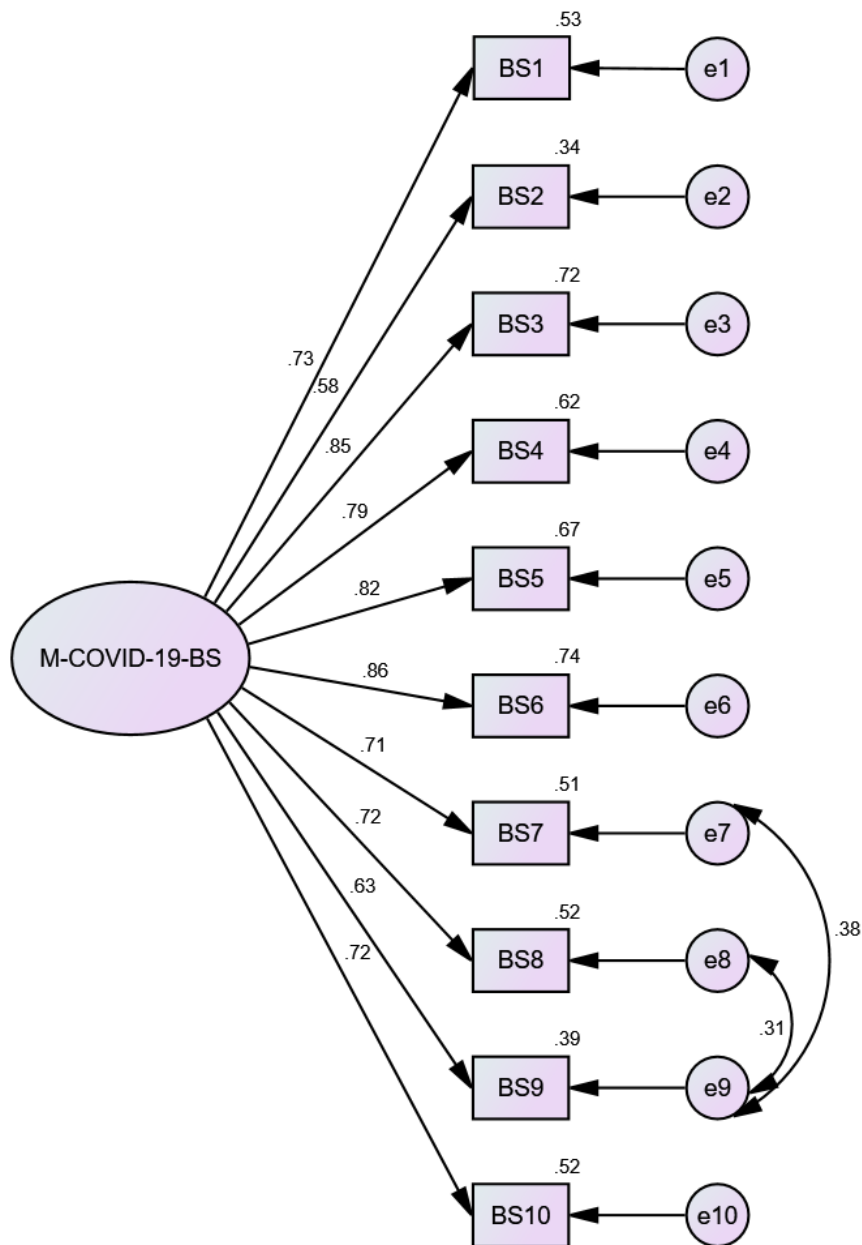 .53
BS1
e1
.34
BS2
e2
.72
BS3
e3
.73
.58
.62
.85
BS4
e4
.79
.67
BS5
e5
.82
M-COVID-19-BS
.74
.86
BS6
e6
.71
.51
BS7
e7
.72
.63
.52
.38
.72
BS8
e8
.31
.39
BS9
e9
.52
BS10
e10